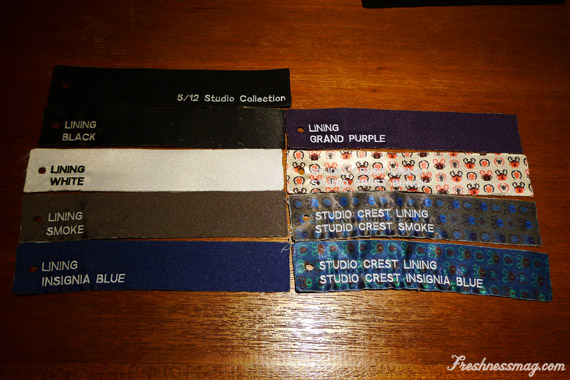 5/12 Studio Collection
LINING
BLACK
LINING
WHITE
LINING
SMOKE
LINING
INSIGNIA BLUE
LINING
GRAND PURPLE
STUDIO CREST LINING
STUDIO CREST SMOKE
STUDIO CREST LINING
STUDIO CREST INSIGNIA BLUE
Freshnessmag.com